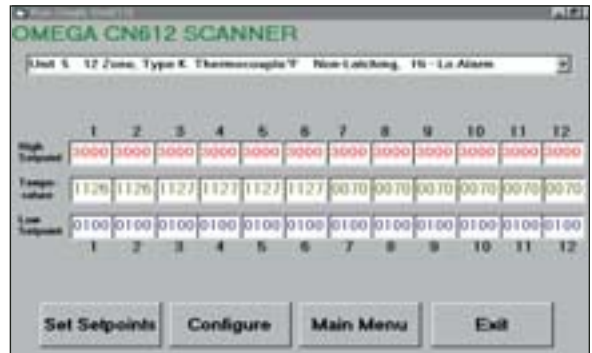 OMEGA CN612 SCANNER
Unit 5 12 Zone, Type K Thermocouple°F Non-Latching, Hi - Lo Alarm
1 2 3 4 5 6 7 8 9 10 11 12
High Setpoint 3000 3000 3000 3000 3000 3000 3000 3000 3000 3000 3000 3000
Temperature 1126 1126 1127 1127 1127 1127 0070 0070 0070 0070 0070 0070
Low Setpoint 0100 0100 0100 0100 0100 0100 0100 0100 0100 0100 0100 0100
1 2 3 4 5 6 7 8 9 10 11 12
Set Setpoints Configure Main Menu Exit